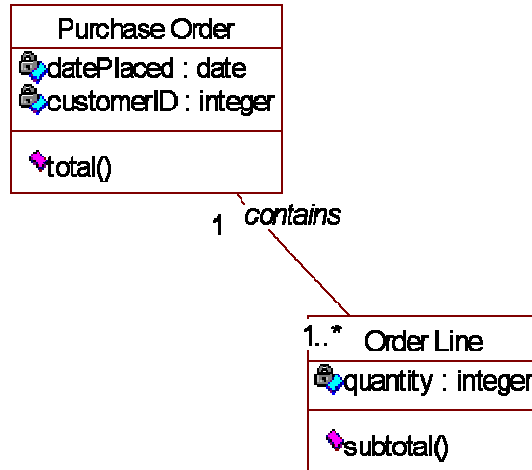 Purchase Order
datePlaced : date
customerID : integer
total()
1 contains
1..* Order Line
quantity : integer
subtotal()